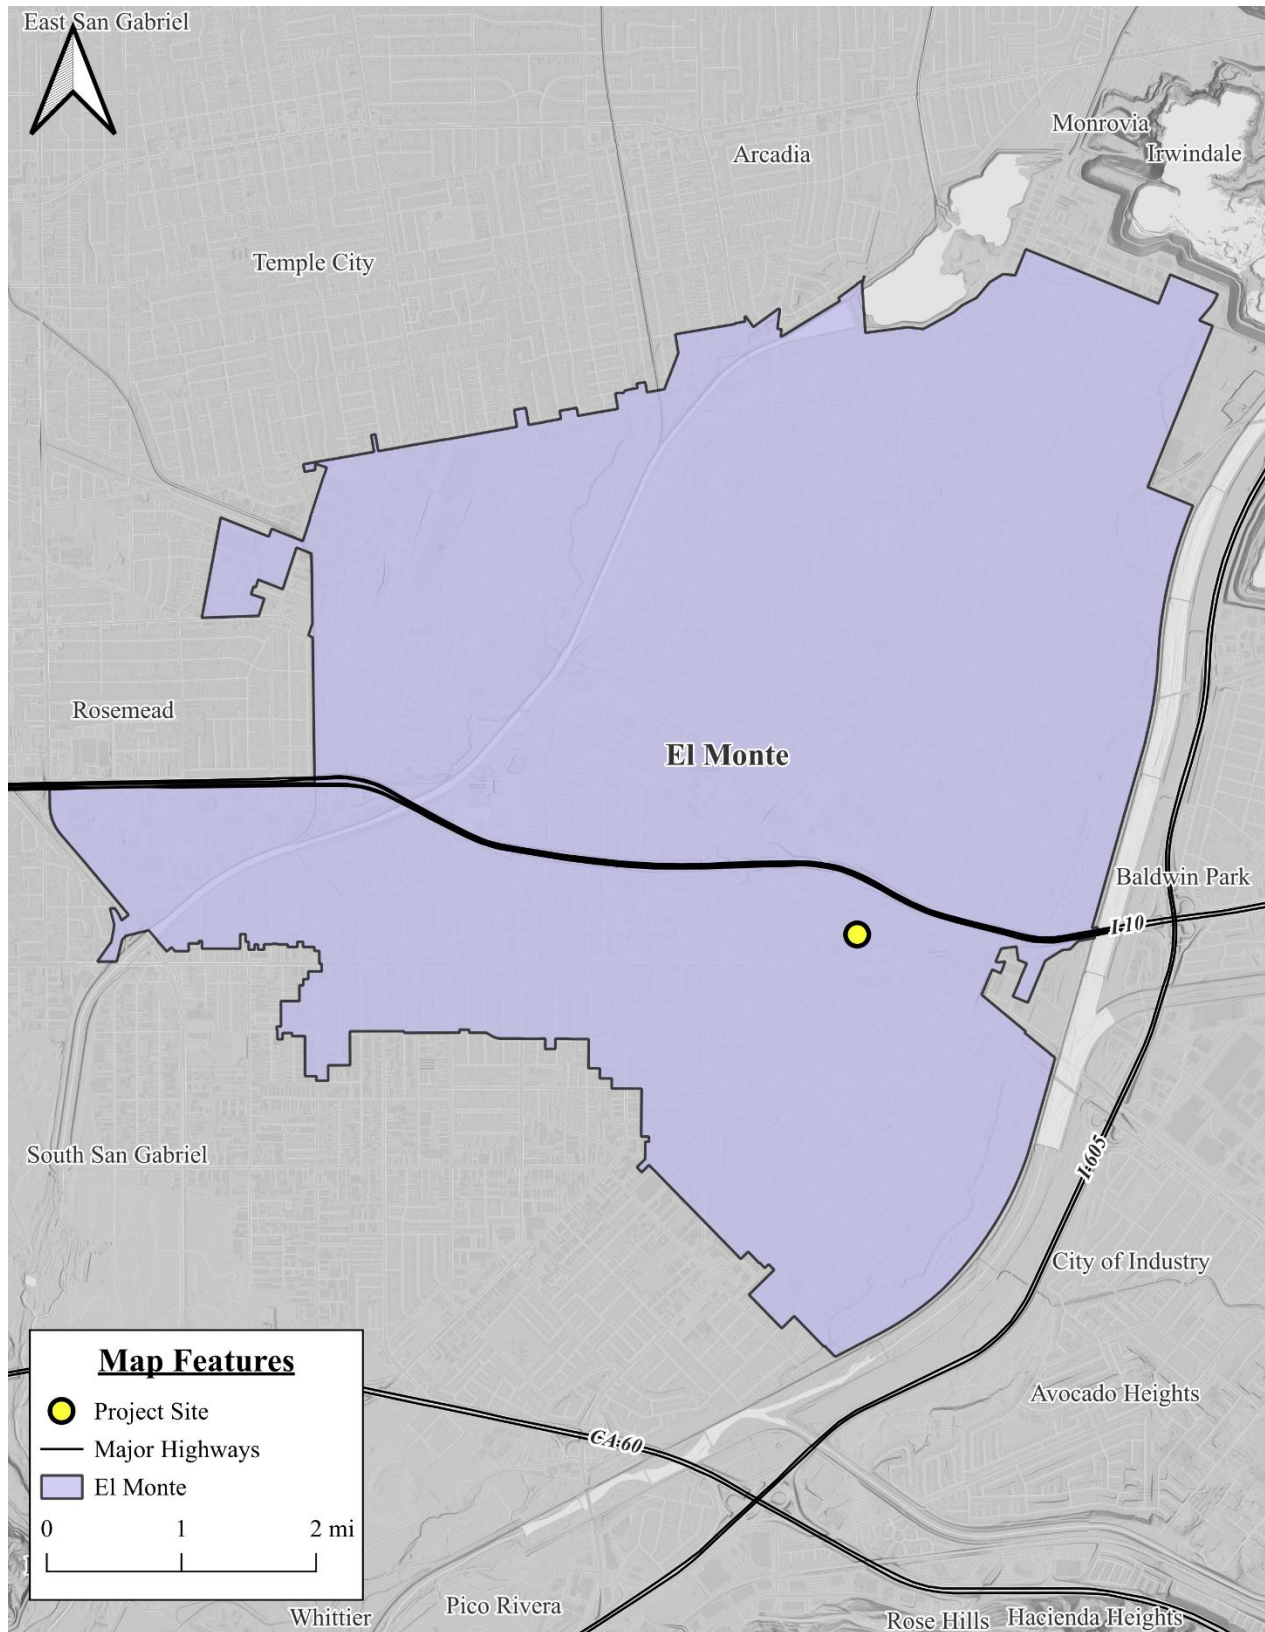 East San Gabriel
Monrovia
Arcadia
Irwindale
Temple City
Rosemead
El Monte
Baldwin Park
I-10
South San Gabriel
I-605
City of Industry
Map Features
Project Site
Avocado Heights
CA-60
Major Highways
El Monte
0 1 2 mi
Pico Rivera
Whittier
Rose Hills
Hacienda Heights